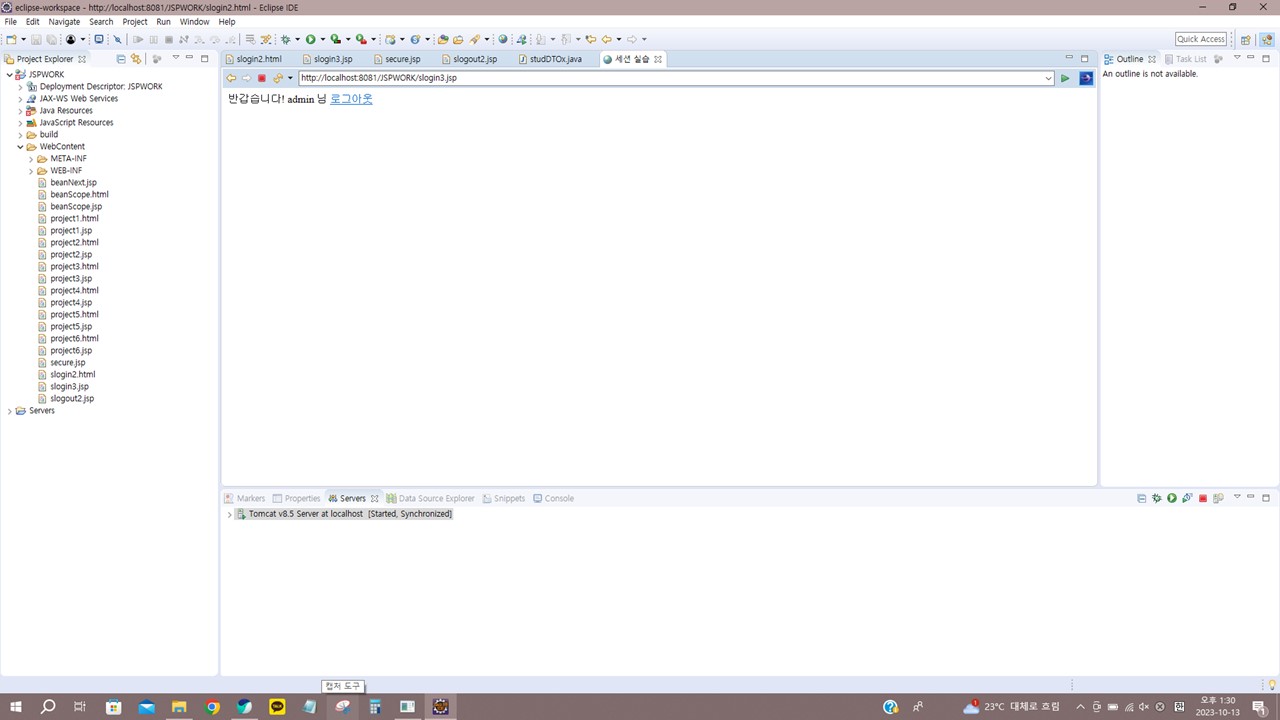 eclipse-workspace - http://localhost:8081/JSPWORK/slogin2.html - Eclipse IDE
File Edit Navigate Search Project Run Window Help
Quick Access
Project Explorer
JSPWORK
Deployment Descriptor: JSPWORK
JAX-WS Web Services
Java Resources
JavaScript Resources
build
WebContent
META-INF
WEB-INF
beanNext.jsp
beanScope.html
beanScope.jsp
project1.html
project1.jsp
project2.html
project2.jsp
project3.html
project3.jsp
project4.html
project4.jsp
project5.html
project5.jsp
project6.html
project6.jsp
secure.jsp
slogin2.html
slogin3.jsp
slogout2.jsp
Servers
slogin2.html slogin3.jsp secure.jsp slogout2.jsp studDTOx.java 세션 실습
http://localhost:8081/JSPWORK/slogin3.jsp
반갑습니다! admin 님 로그아웃
Outline Task List
An outline is not available.
Markers Properties Servers Data Source Explorer Snippets Console
Tomcat v8.5 Server at localhost [Started, Synchronized]
캡처 도구
TALK
23°C 대체로 흐림
한
오후 1:30
2023-10-13
1